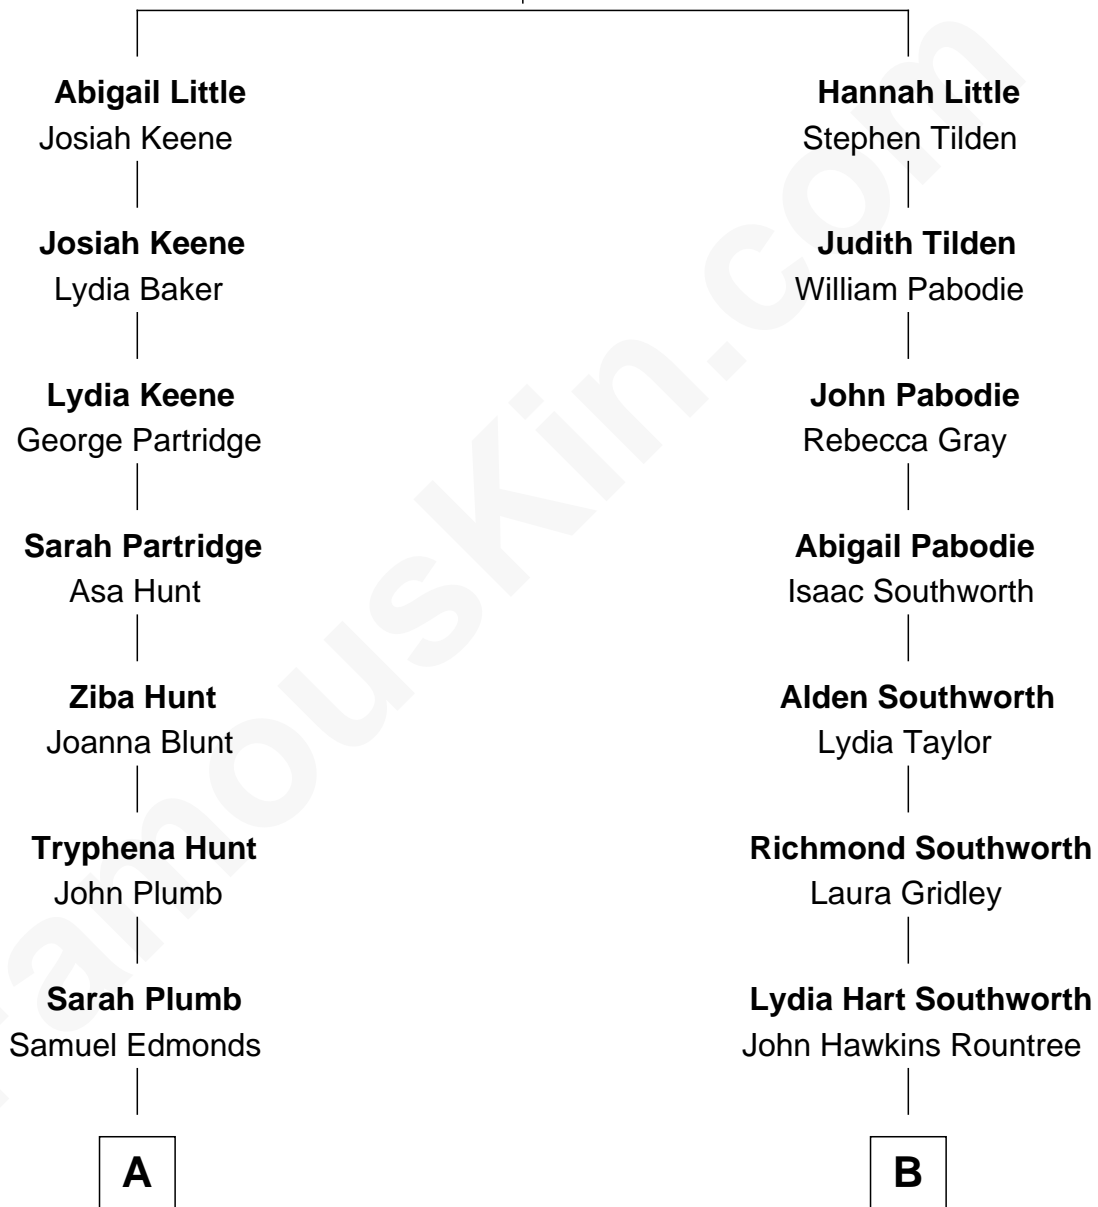 Abigail Little
Josiah Keene
Josiah Keene
Lydia Baker
Lydia Keene
George Partridge
Sarah Partridge
Asa Hunt
Ziba Hunt
Joanna Blunt
Tryphena Hunt
John Plumb
Sarah Plumb
Samuel Edmonds
A
Hannah Little
Stephen Tilden
Judith Tilden
William Pabodie
John Pabodie
Rebecca Gray
Abigail Pabodie
Isaac Southworth
Alden Southworth
Lydia Taylor
Richmond Southworth
Laura Gridley
Lydia Hart Southworth
John Hawkins Rountree
B
FamousKin.com